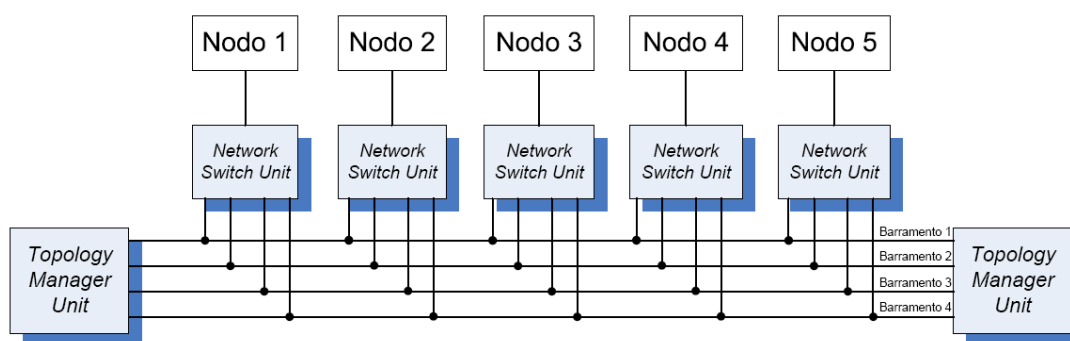 Nodo 1
Nodo 2
Nodo 3
Nodo 4
Nodo 5
Network
Switch Unit
Network
Switch Unit
Network
Switch Unit
Network
Switch Unit
Network
Switch Unit
Topology
Manager
Unit
Barramento 1
Barramento 2
Barramento 3
Barramento 4
Topology
Manager
Unit